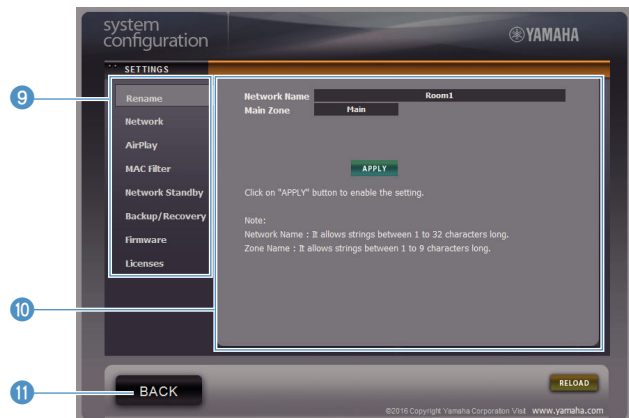 system
configuration
YAMAHA
SETTINGS
9
Rename
Network
AirPlay
MAC Filter
Network Standby
Backup/Recovery
Firmware
Licenses
Network Name Room1
Main Zone Main
APPLY
Click on "APPLY" button to enable the setting.
Note:
Network Name : It allows strings between 1 to 32 characters long.
Zone Name : It allows strings between 1 to 9 characters long.
10
11
BACK
RELOAD
©2016 Copyright Yamaha Corporation Visit www.yamaha.com